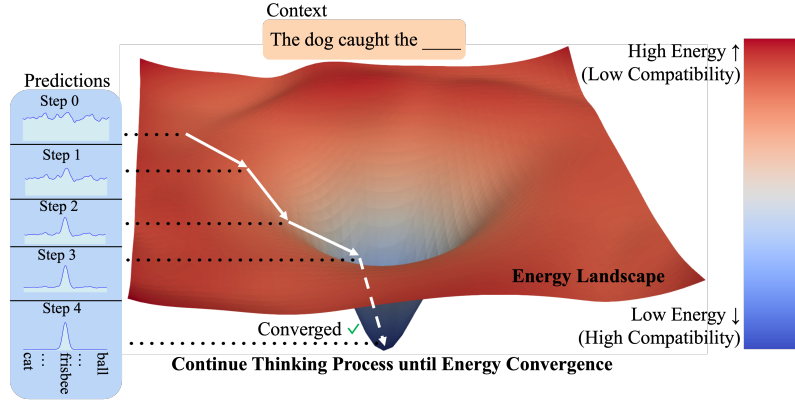 Context
The dog caught the ____
High Energy ↑
(Low Compatibility)
Predictions
Step 0
Step 1
Step 2
Step 3
Step 4
cat
...
frisbee
...
ball
Energy Landscape
Low Energy ↓
(High Compatibility)
Converged ✓
Continue Thinking Process until Energy Convergence